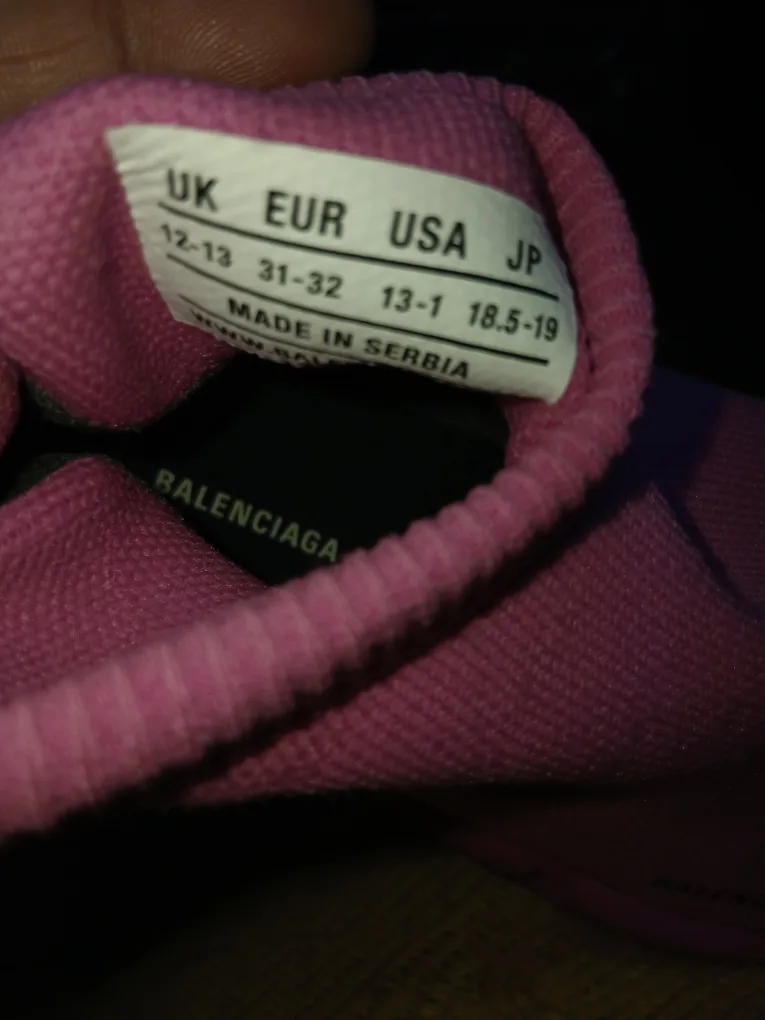 UK EUR USA JP
12-13 31-32 13-1 18.5-19
MADE IN SERBIA
BALENCIAGA